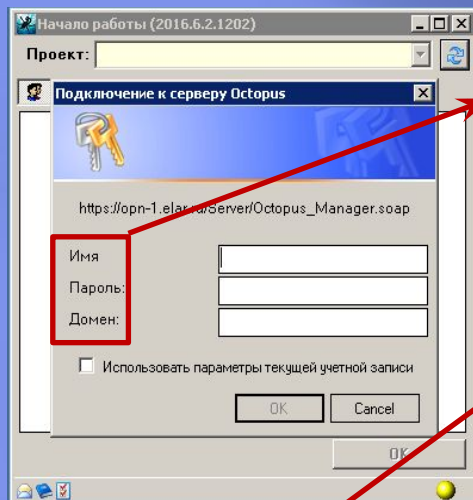 Начало работы (2016.6.2.1202)
Проект:
Подключение к серверу Octopus
https://opn-1.elar.ru/Server/Octopus_Manager.soap
Имя
Пароль:
Домен:
Использовать параметры текущей учетной записи
OK Cancel
OK